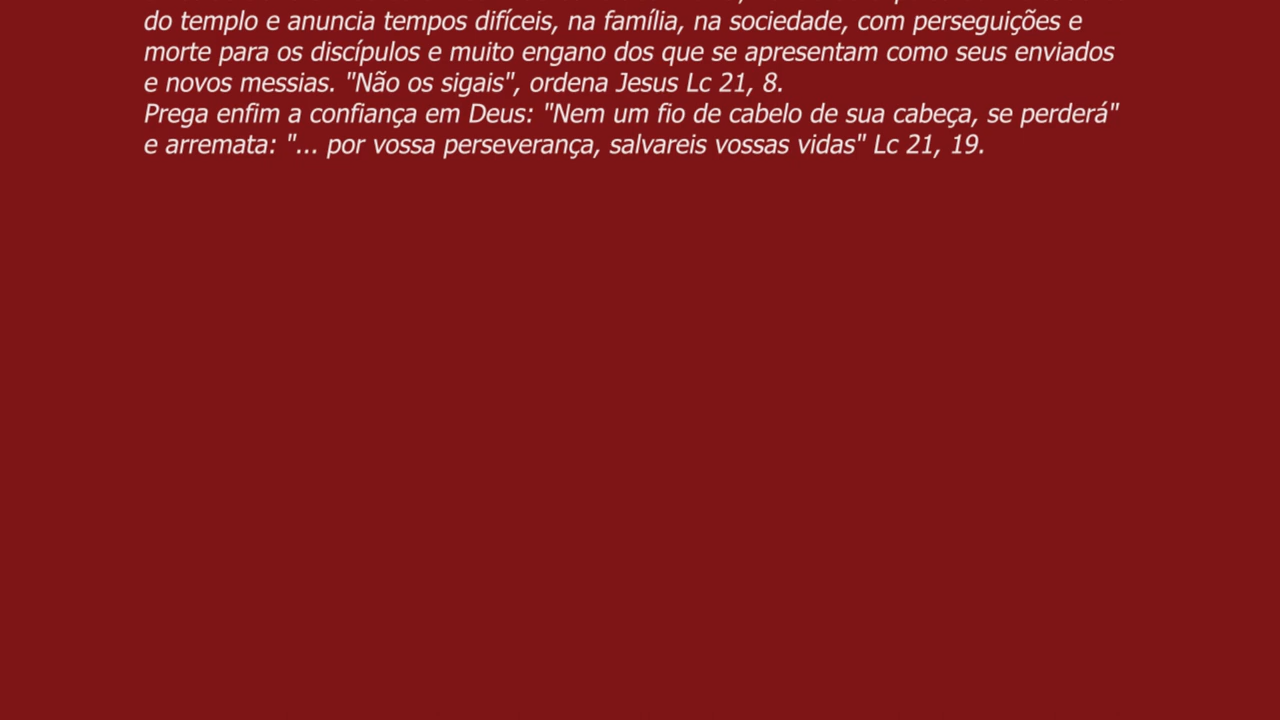 do templo e anuncia tempos difíceis, na família, na sociedade, com perseguições e
morte para os discípulos e muito engano dos que se apresentam como seus enviados
e novos messias. "Não os sigais", ordena Jesus Lc 21, 8.
Prega enfim a confiança em Deus: "Nem um fio de cabelo de sua cabeça, se perderá"
e arremata: "... por vossa perseverança, salvareis vossas vidas" Lc 21, 19.